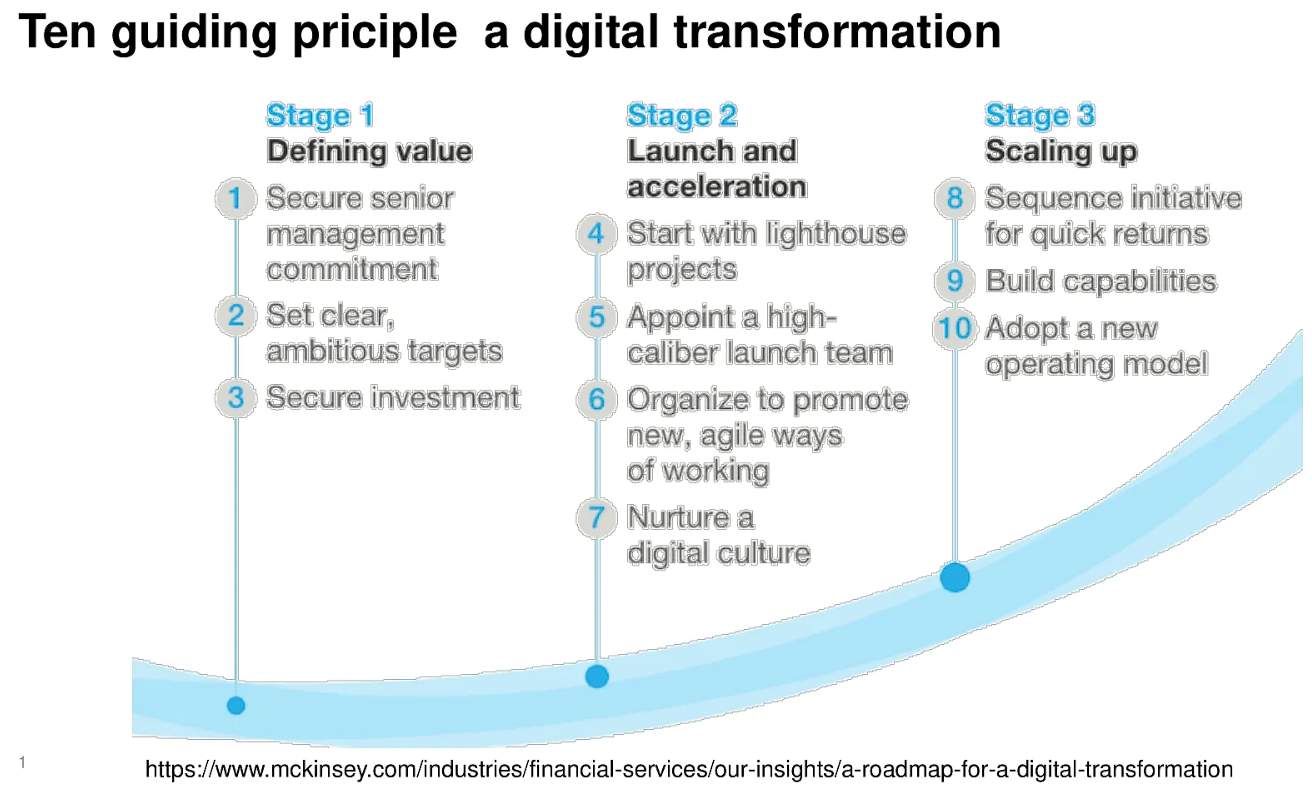 Ten guiding priciple  a digital transformation
Stage 1
Defining value
1 Secure senior
management
commitment
2 Set clear,
ambitious targets
3 Secure investment
Stage 2
Launch and
acceleration
4 Start with lighthouse
projects
5 Appoint a high-
caliber launch team
6 Organize to promote
new, agile ways
of working
7 Nurture a
digital culture
Stage 3
Scaling up
8 Sequence initiative
for quick returns
9 Build capabilities
10 Adopt a new
operating model
1
https://www.mckinsey.com/industries/financial-services/our-insights/a-roadmap-for-a-digital-transformation